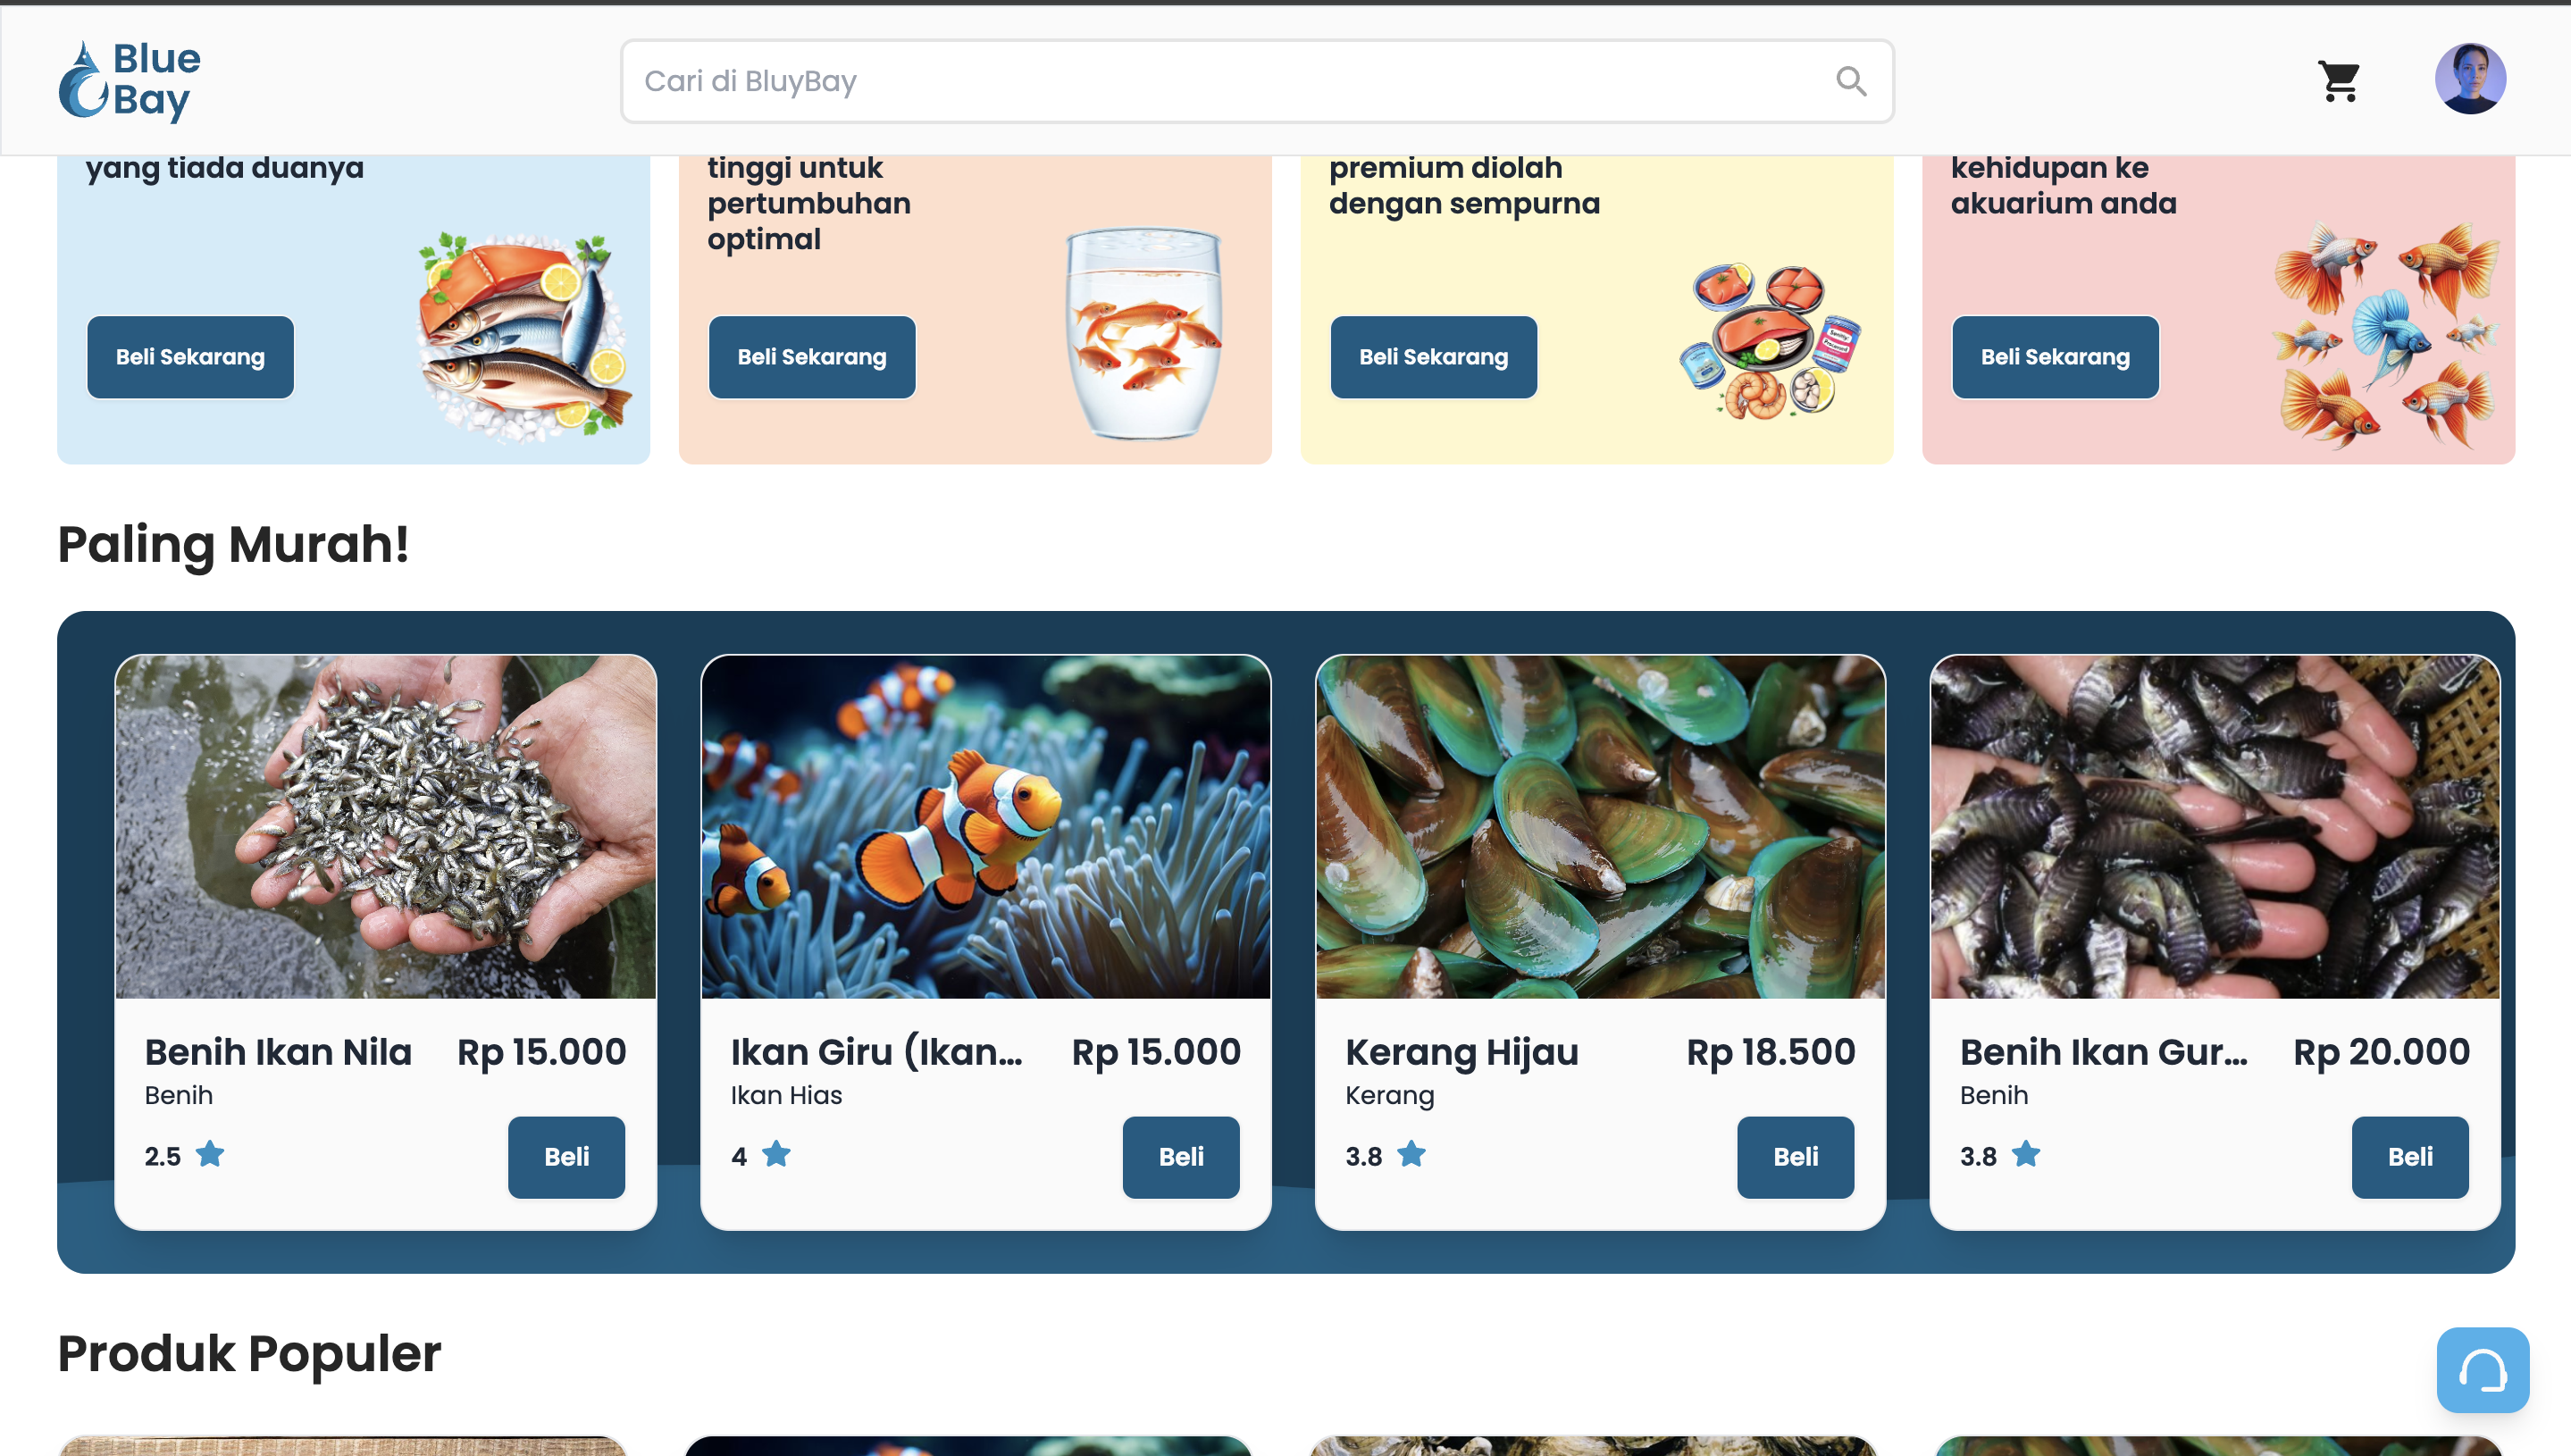 Blue
Bay
Cari di BluyBay
yang tiada duanya
Beli Sekarang
tinggi untuk
pertumbuhan
optimal
Beli Sekarang
premium diolah
dengan sempurna
Beli Sekarang
kehidupan ke
akuarium anda
Beli Sekarang
Paling Murah!
Benih Ikan Nila Rp 15.000
Benih
2.5 Beli
Ikan Giru (Ikan... Rp 15.000
Ikan Hias
4 Beli
Kerang Hijau Rp 18.500
Kerang
3.8 Beli
Benih Ikan Gur... Rp 20.000
Benih
3.8 Beli
Produk Populer